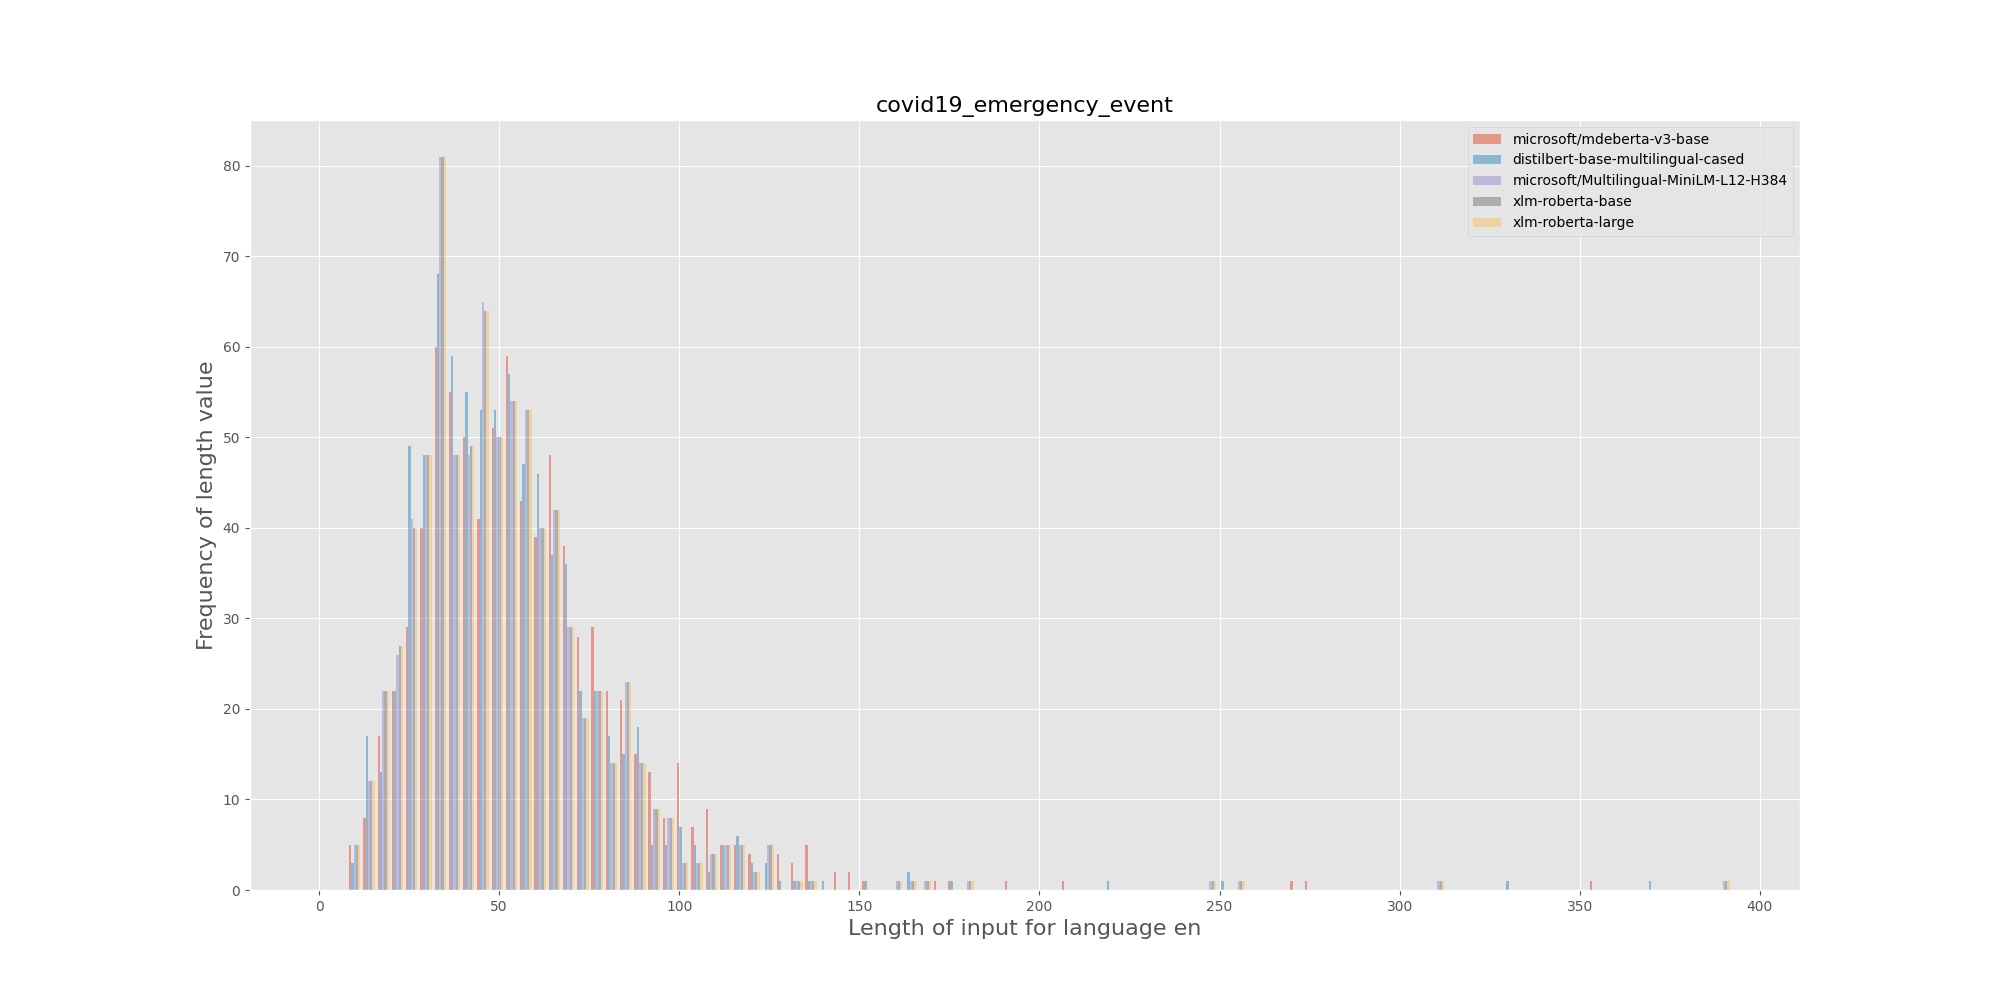 covid19_emergency_event
microsoft/mdeberta-v3-base
distilbert-base-multilingual-cased
microsoft/Multilingual-MiniLM-L12-H384
xlm-roberta-base
xlm-roberta-large
Frequency of length value
80
70
60
50
40
30
20
10
0
0 50 100 150 200 250 300 350 400
Length of input for language en